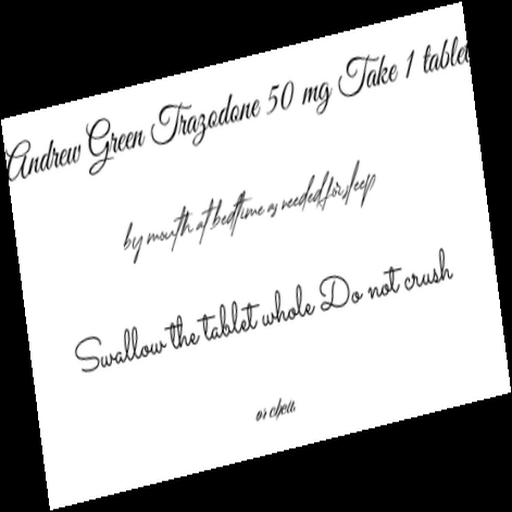 Andrew Green Trazodone 50 mg Take 1 tablet
by mouth at bedtime as needed for sleep
Swallow the tablet whole Do not crush
or chew